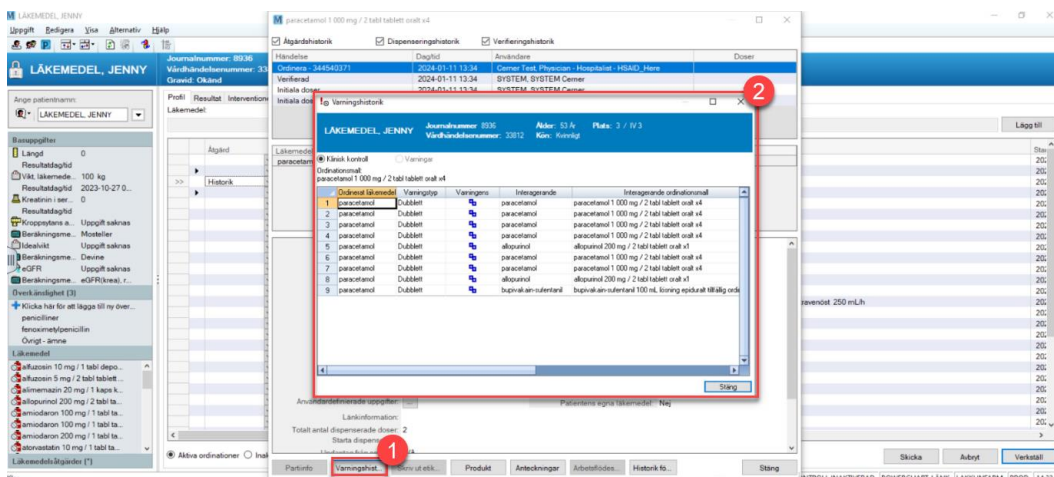 LÄKEMEDEL, JENNY
Uppgift Redigera Visa Alternativ Hjälp
LÄKEMEDEL, JENNY
Journalnummer: 8936
Vårdhändelsenummer: 33
Gravid: Okänd
Ange patientnamn:
LÄKEMEDEL, JENNY
Basuppgifter
Längd 0
Resultatdag/tid
Vikt, läkemede... 100 kg
Resultatdag/tid 2023-10-27 0...
Kreatinin i ser... 0
Resultatdag/tid
Kroppsytans a... Uppgift saknas
Beräkningsme... Mosteller
Idealvikt Uppgift saknas
Beräkningsme... Devine
eGFR Uppgift saknas
Beräkningsme... eGFR(krea), r...
Överkänslighet (3)
Klicka här för att lägga till ny över...
penicilliner
fenoximetylpenicillin
Övrigt - ämne
Läkemedel
alfuzosin 10 mg / 1 tabl depo...
alfuzosin 5 mg / 2 tabl tablett...
alimemazin 20 mg / 1 kaps k...
allopurinol 200 mg / 2 tabl ta...
amiodaron 100 mg / 1 tabl ta...
amiodaron 100 mg / 1 tabl ta...
amiodaron 200 mg / 1 tabl ta...
atorvastatin 10 mg / 1 tabl ta...
Läkemedelsåtgärder (*)
Profil Resultat Intervention
Läkemedel:
Åtgärd
>> Historik
Aktiva ordinationer
paracetamol 1 000 mg / 2 tabl tablett oralt x4
Åtgärdshistorik Dispenseringshistorik Verifieringshistorik
Händelse Dag/tid Användare Doser
Ordinera - 344540371 2024-01-11 13:34 Cerner Test, Physician - Hospitalist - HSAID_Here
Verifierad 2024-01-11 13:34 SYSTEM, SYSTEM Cerner
Initiala doser 2024-01-11 13:34 SYSTEM, SYSTEM Cerner
Initiala dos
Läkemedel
paracetam
2
Varningshistorik
LÄKEMEDEL, JENNY
Journalnummer 8936 Ålder: 53 År Plats: 3 / IV 3
Vårdhändelsenummer: 33812 Kön: Kvinnligt
Klinisk kontroll Varningar
Ordinationsmall:
paracetamol 1 000 mg / 2 tabl tablett oralt x4
Ordinerat läkemedel Varningstyp Varningens Interagerande Interagerande ordinationsmall
1 paracetamol Dubblett paracetamol paracetamol 1 000 mg / 2 tabl tablett oralt x4
2 paracetamol Dubblett paracetamol paracetamol 1 000 mg / 2 tabl tablett oralt x4
3 paracetamol Dubblett paracetamol paracetamol 1 000 mg / 2 tabl tablett oralt x4
4 paracetamol Dubblett paracetamol paracetamol 1 000 mg / 2 tabl tablett oralt x4
5 paracetamol Dubblett allopurinol allopurinol 200 mg / 2 tabl tablett oralt x1
6 paracetamol Dubblett paracetamol paracetamol 1 000 mg / 2 tabl tablett oralt x4
7 paracetamol Dubblett paracetamol paracetamol 1 000 mg / 2 tabl tablett oralt x4
8 paracetamol Dubblett allopurinol allopurinol 200 mg / 2 tabl tablett oralt x1
9 paracetamol Dubblett bupivakain-sufentanil bupivakain-sufentanil 100 mL lösning epiduralt tillfällig orde
Stäng
Användardefinierade uppgifter: ...
Patientens egna läkemedel: Nej
Länkinformation:
Totalt antal dispenserade doser: 2
Starta dispens
1
Partinfo Varningshist... Skriv ut etik... Produkt Anteckningar Arbetsflödes... Historik fö... Stäng
Lägg till
ravenöst 250 mL/h
Skicka Avbryt Verkställ